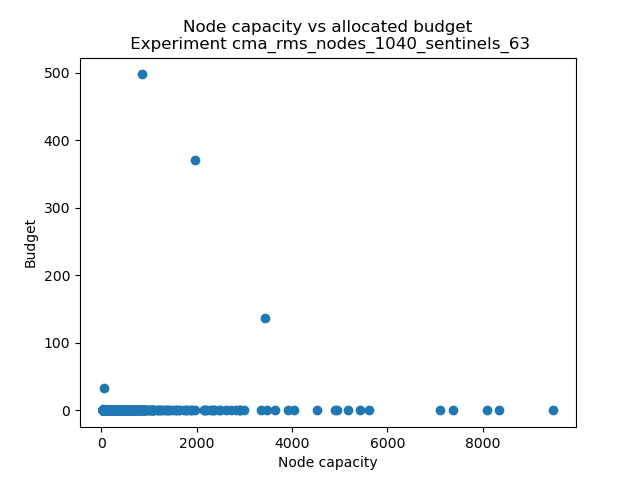 Node capacity vs allocated budget
Experiment cma_rms_nodes_1040_sentinels_63
500
400
300
200
100
0
Budget
0 2000 4000 6000 8000
Node capacity